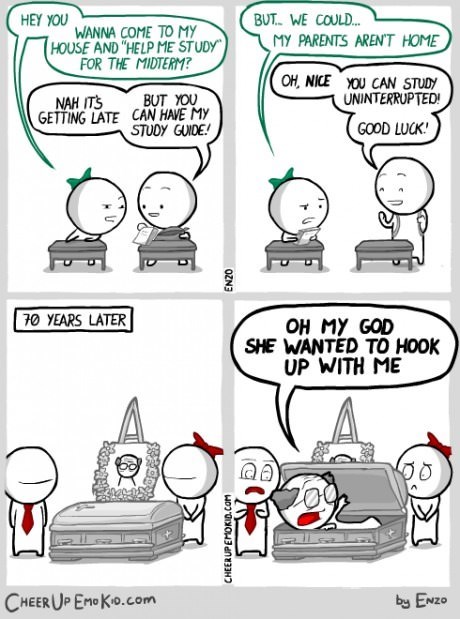 HEY YOU
WANNA COME TO MY
HOUSE AND "HELP ME STUDY"
FOR THE MIDTERM?
NAH IT'S
GETTING LATE
BUT YOU
CAN HAVE MY
STUDY GUIDE!
ENZO
BUT... WE COULD...
MY PARENTS AREN'T HOME
OH, NICE
YOU CAN STUDY
UNINTERRUPTED!
GOOD LUCK!
70 YEARS LATER
OH MY GOD
SHE WANTED TO HOOK
UP WITH ME
CHEERUPEMOKID.COM
CHEER UP EMO KID.COM
by ENZO